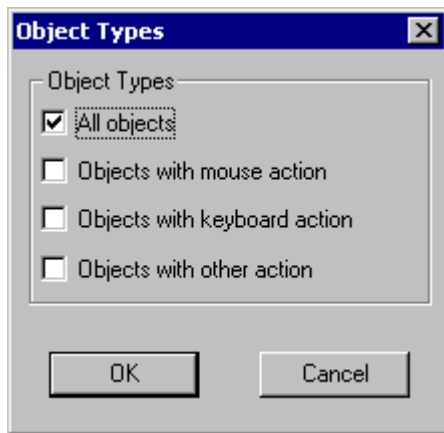 Object Types
Object Types
All objects
Objects with mouse action
Objects with keyboard action
Objects with other action
OK
Cancel